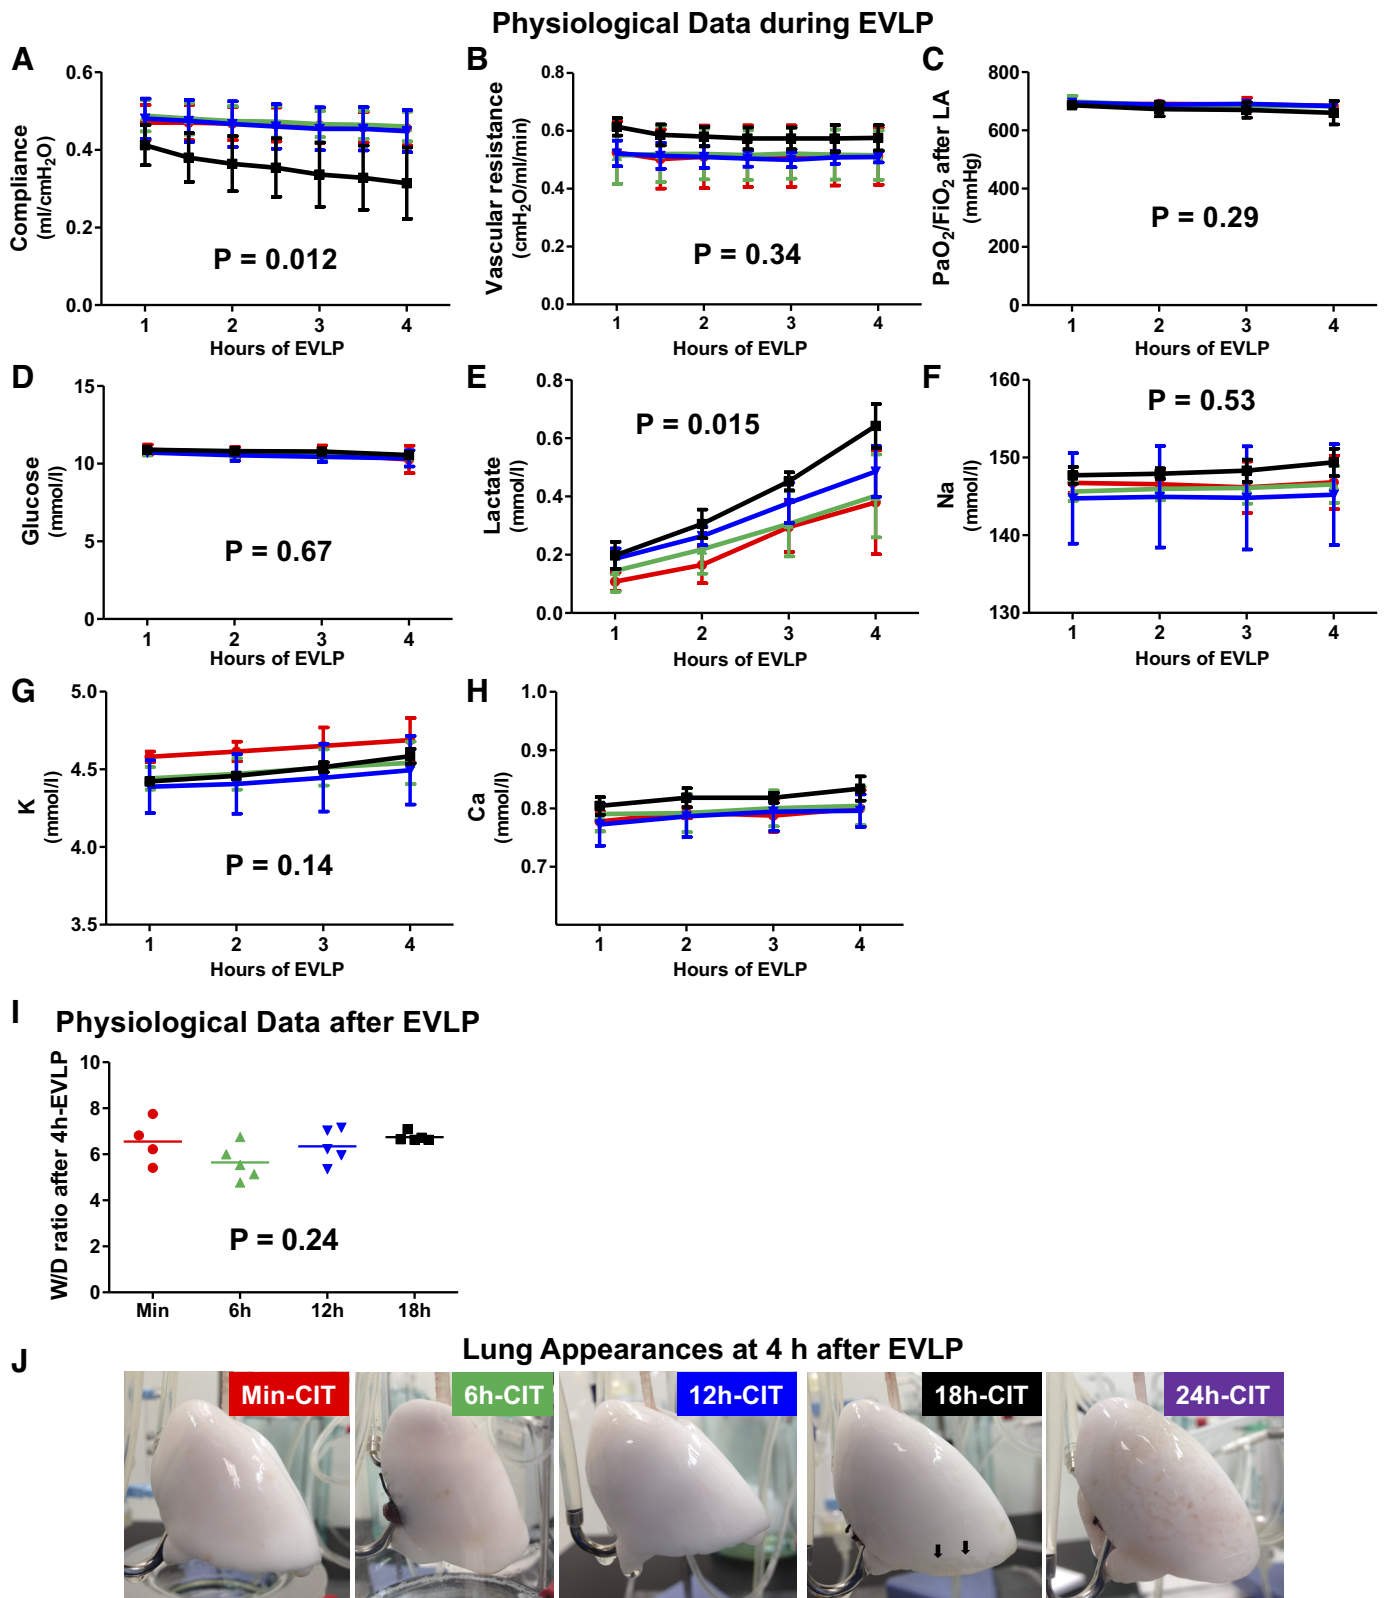 Physiological Data during EVLP
A
Compliance
(ml/cmH₂O)
0.6
0.4
0.2
0.0
P = 0.012
1 2 3 4
Hours of EVLP
B
Vascular resistance
(cmH₂O/ml/min)
0.8
0.6
0.4
0.2
0.0
P = 0.34
1 2 3 4
Hours of EVLP
C
PaO₂/FiO₂ after LA
(mmHg)
800
600
400
200
0
P = 0.29
1 2 3 4
Hours of EVLP
D
Glucose
(mmol/l)
15
10
5
0
P = 0.67
1 2 3 4
Hours of EVLP
E
Lactate
(mmol/l)
0.8
0.6
0.4
0.2
0.0
P = 0.015
1 2 3 4
Hours of EVLP
F
Na
(mmol/l)
160
150
140
130
P = 0.53
1 2 3 4
Hours of EVLP
G
K
(mmol/l)
5.0
4.5
4.0
3.5
P = 0.14
1 2 3 4
Hours of EVLP
H
Ca
(mmol/l)
1.0
0.9
0.8
0.7
1 2 3 4
Hours of EVLP
I
Physiological Data after EVLP
W/D ratio after 4h-EVLP
10
8
6
4
2
0
P = 0.24
Min 6h 12h 18h
J
Lung Appearances at 4 h after EVLP
Min-CIT 6h-CIT 12h-CIT 18h-CIT 24h-CIT